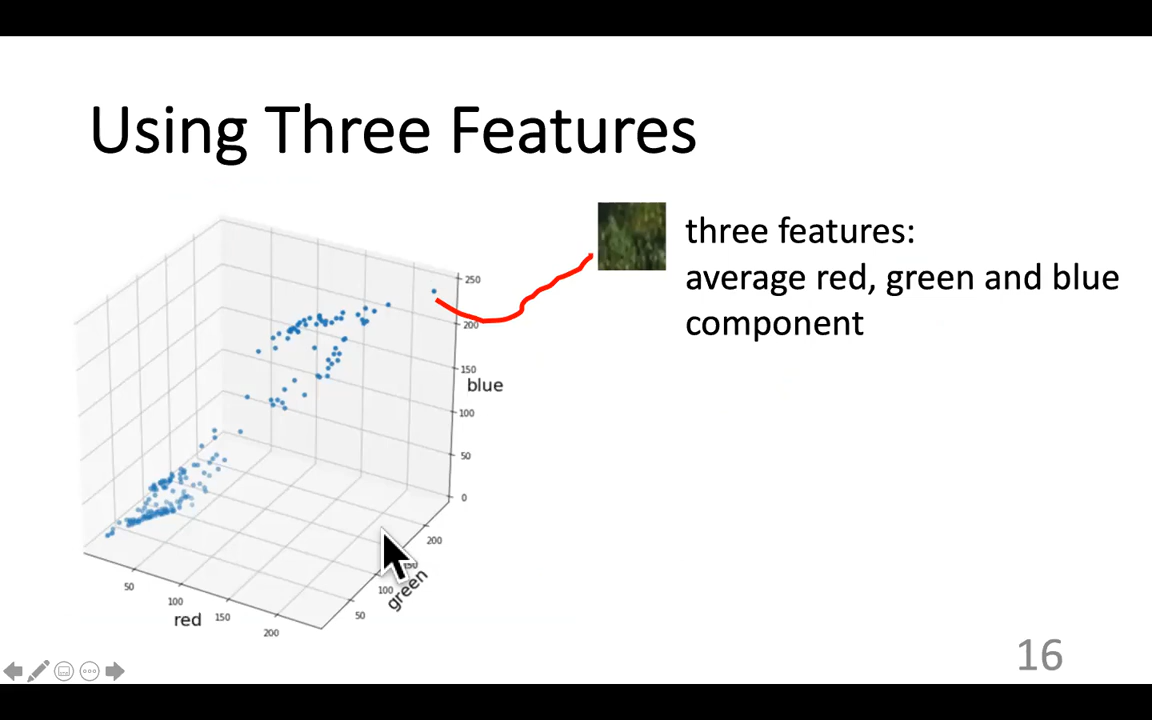 Using Three Features
three features:
average red, green and blue
component
250
200
150
blue
100
50
0
200
100
50
green
50
100
150
200
red
16